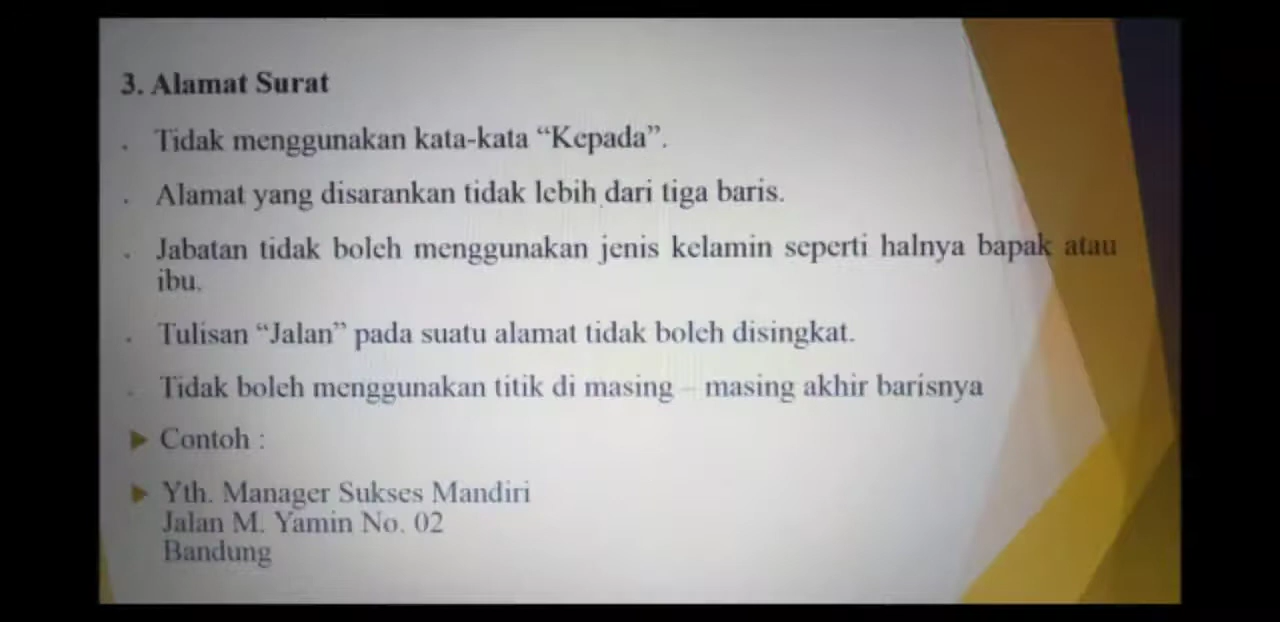 3. Alamat Surat
. Tidak menggunakan kata-kata “Kepada”.
. Alamat yang disarankan tidak lebih dari tiga baris.
. Jabatan tidak boleh menggunakan jenis kelamin seperti halnya bapak atau
ibu.
. Tulisan “Jalan” pada suatu alamat tidak boleh disingkat.
. Tidak boleh menggunakan titik di masing – masing akhir barisnya
Contoh :
Yth. Manager Sukses Mandiri
Jalan M. Yamin No. 02
Bandung